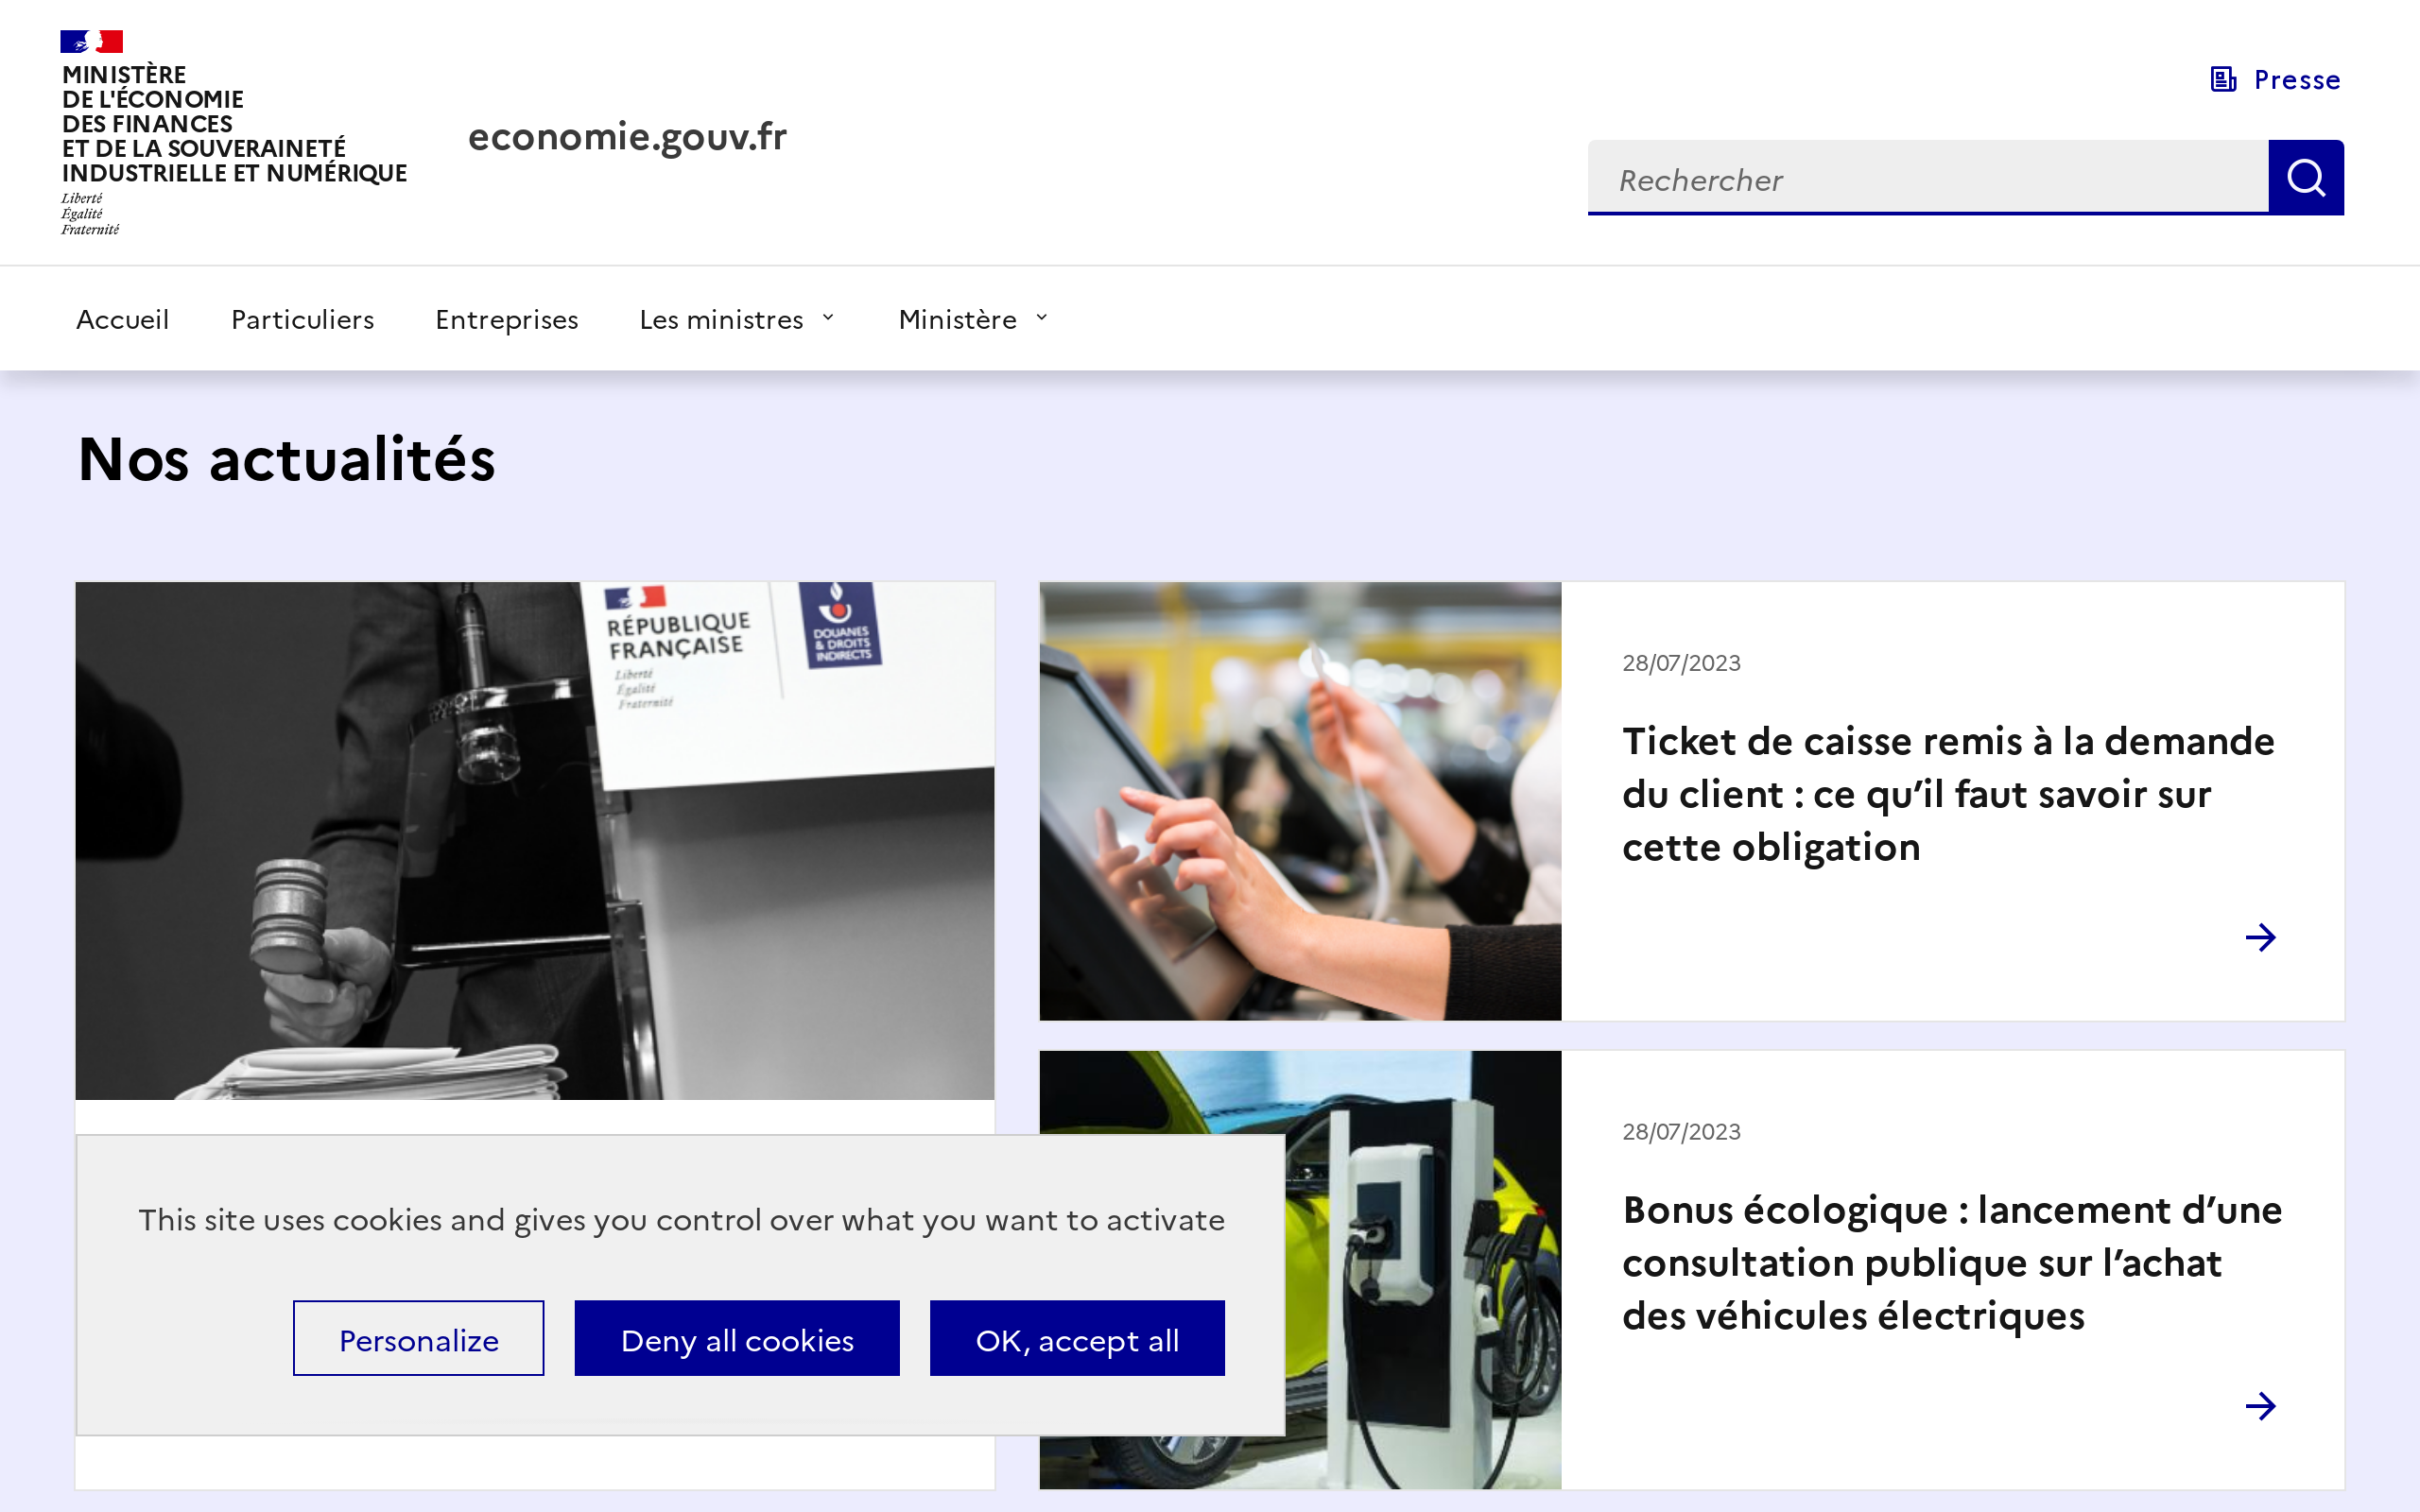 MINISTÈRE
DE L'ÉCONOMIE
DES FINANCES
ET DE LA SOUVERAINETÉ
INDUSTRIELLE ET NUMÉRIQUE
Liberté
Égalité
Fraternité
economie.gouv.fr
Presse
Rechercher
Accueil
Particuliers
Entreprises
Les ministres
Ministère
Nos actualités
RÉPUBLIQUE
FRANÇAISE
Liberté
Égalité
Fraternité
DOUANES
& DROITS
INDIRECTS
28/07/2023
Ticket de caisse remis à la demande
du client : ce qu’il faut savoir sur
cette obligation
28/07/2023
Bonus écologique : lancement d’une
consultation publique sur l’achat
des véhicules électriques
This site uses cookies and gives you control over what you want to activate
Personalize
Deny all cookies
OK, accept all